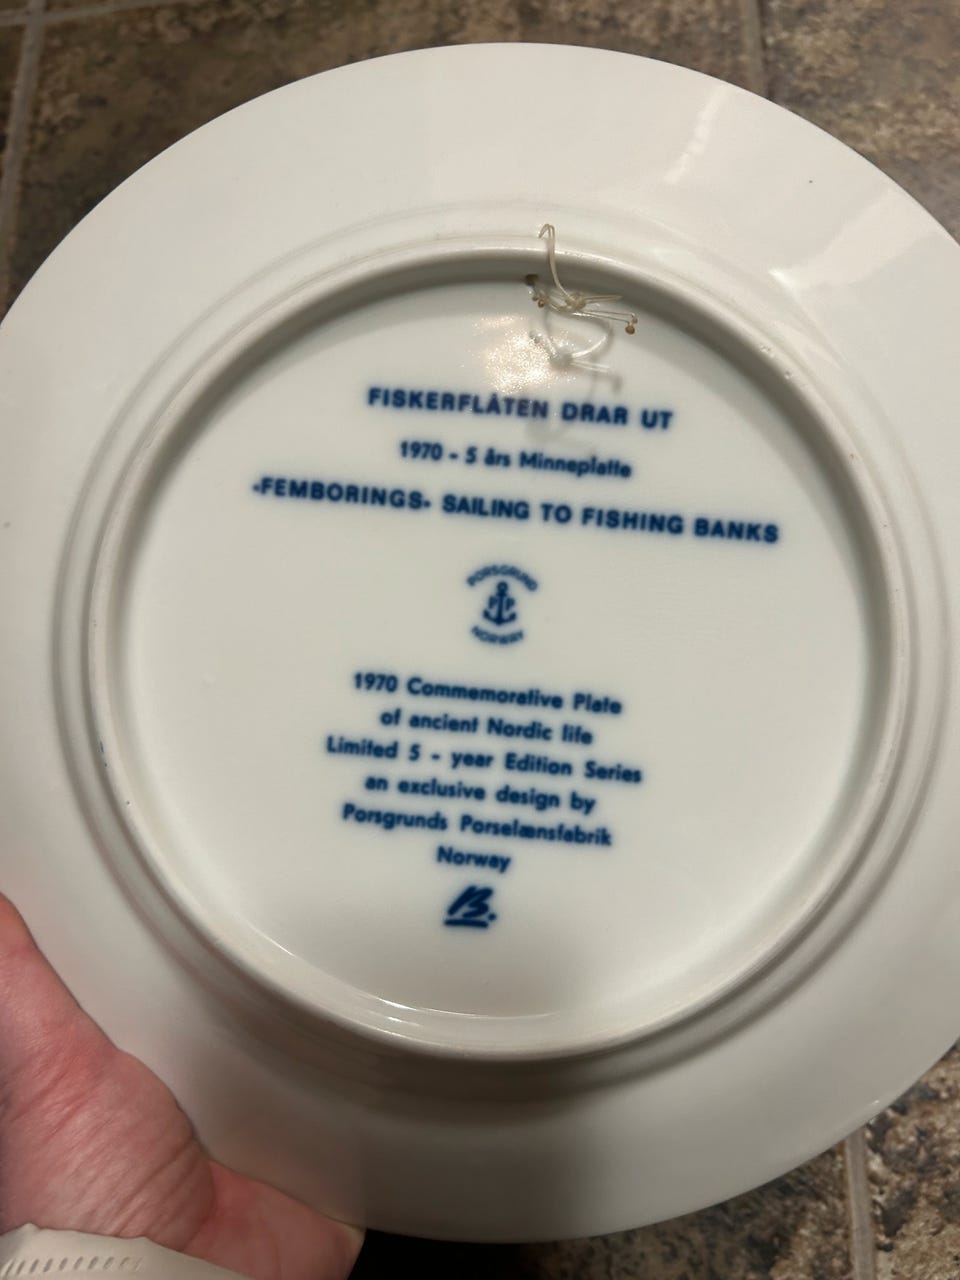 FISKERFLÅTEN DRAR UT
1970 - 5 års Minneplatte
«FEMBORINGS» SAILING TO FISHING BANKS
PORSGRUND
P P
NORWAY
1970 Commemorative Plate
of ancient Nordic life
Limited 5 - year Edition Series
an exclusive design by
Porsgrunds Porselænsfabrik
Norway
B.